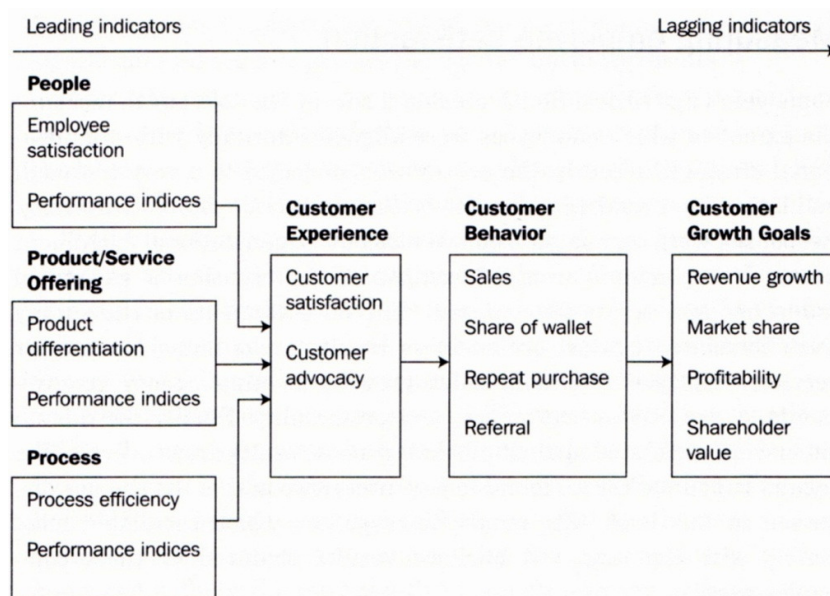 Leading indicators
Lagging indicators
People
Employee
satisfaction
Performance indices
Product/Service
Offering
Product
differentiation
Performance indices
Process
Process efficiency
Performance indices
Customer
Experience
Customer
satisfaction
Customer
advocacy
Customer
Behavior
Sales
Share of wallet
Repeat purchase
Referral
Customer
Growth Goals
Revenue growth
Market share
Profitability
Shareholder
value